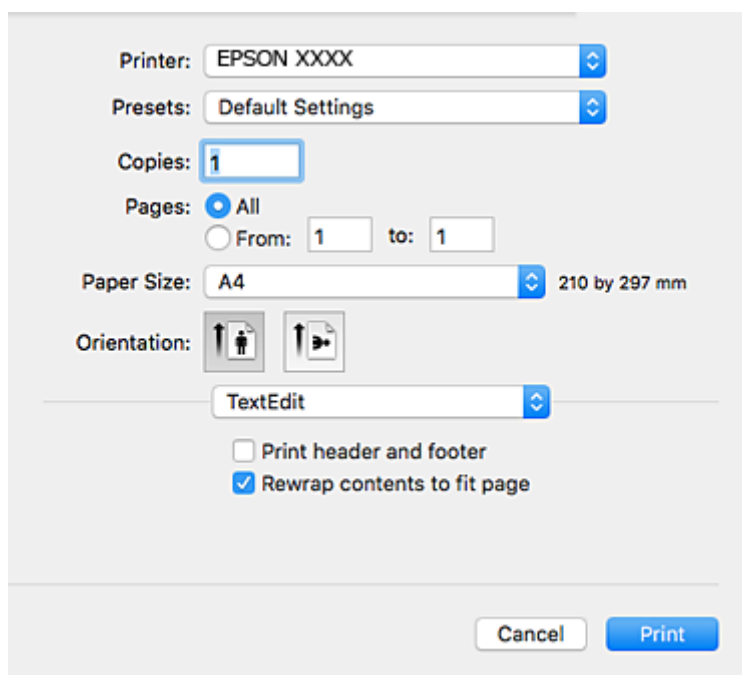 Printer: EPSON XXXX
Presets: Default Settings
Copies: 1
Pages: All
From: 1 to: 1
Paper Size: A4 210 by 297 mm
Orientation:
TextEdit
Print header and footer
Rewrap contents to fit page
Cancel Print